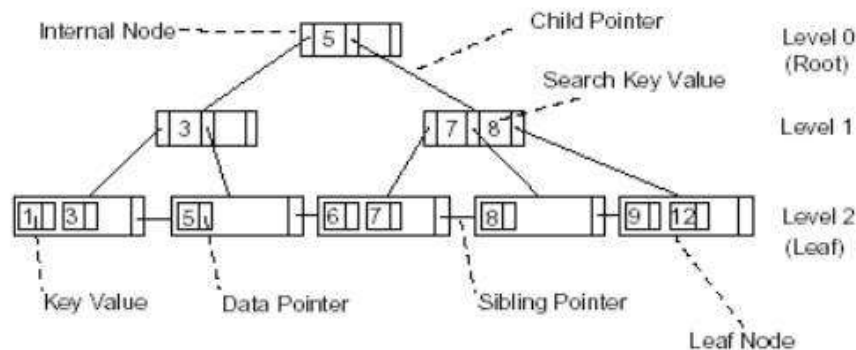 Child Pointer
Internal Node
5
Level 0
(Root)
Search Key Value
3
7 8
Level 1
1 3
5
6 7
8
9 12
Level 2
(Leaf)
Key Value
Data Pointer
Sibling Pointer
Leaf Node